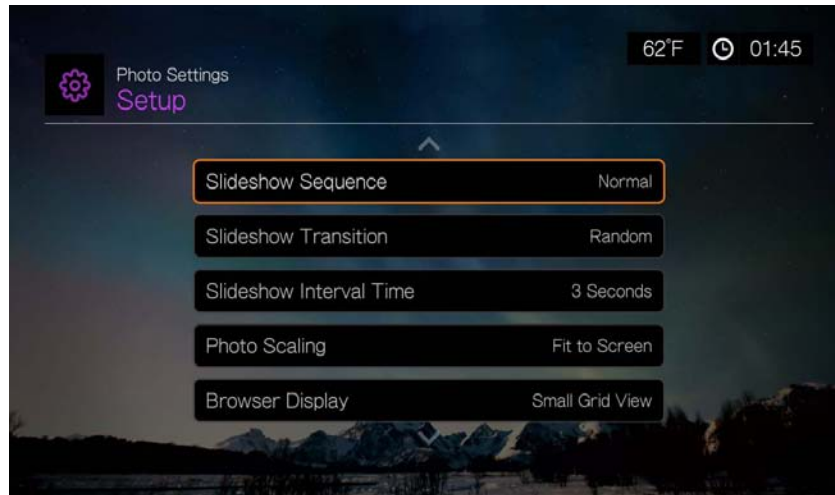 62°F 01:45
Photo Settings
Setup
Slideshow Sequence Normal
Slideshow Transition Random
Slideshow Interval Time 3 Seconds
Photo Scaling Fit to Screen
Browser Display Small Grid View